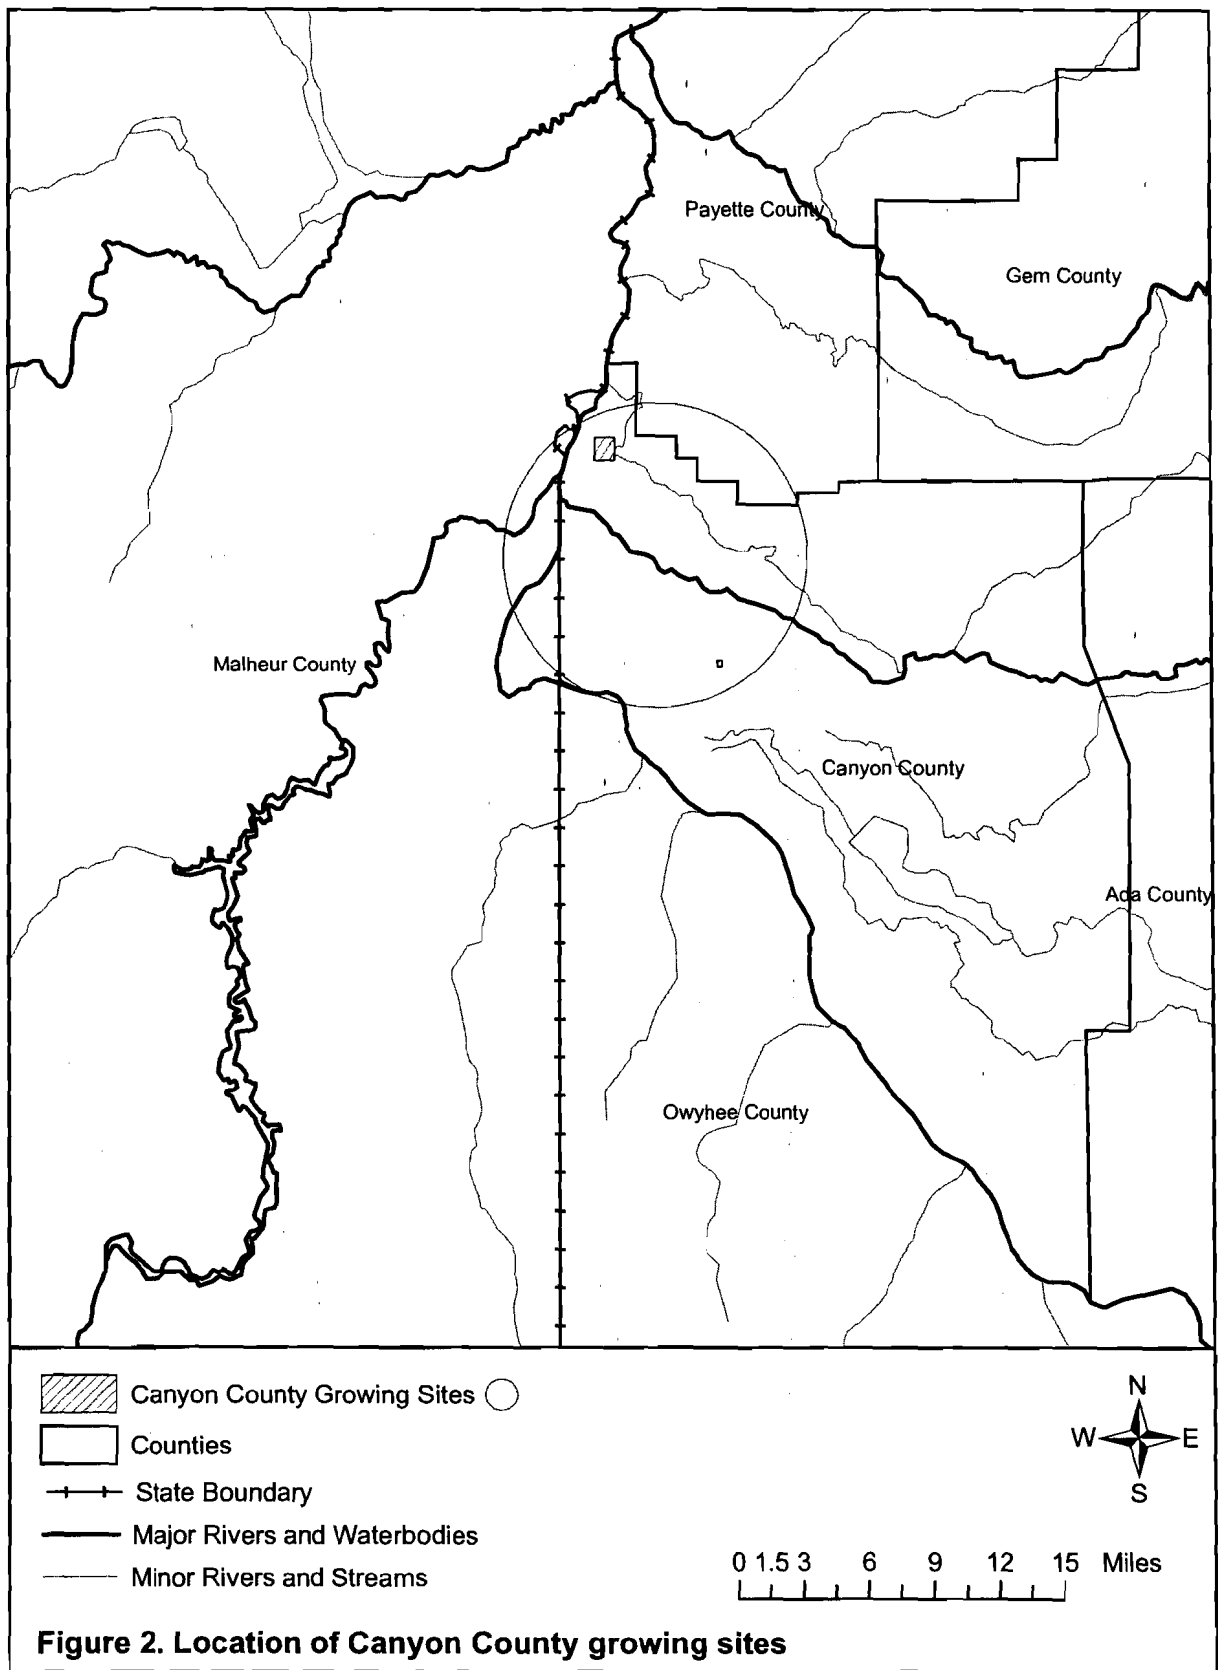 Payette County
Gem County
Malheur County
Canyon County
Ada County
Owyhee County
Canyon County Growing Sites
Counties
State Boundary
Major Rivers and Waterbodies
Minor Rivers and Streams
N
W E
S
0 1.5 3 6 9 12 15 Miles
Figure 2. Location of Canyon County growing sites